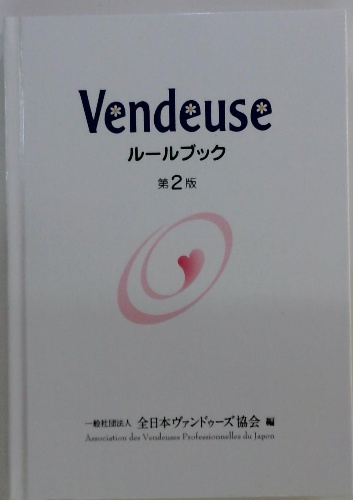 Vendeuse
ルールブック
第2版
一般社団法人 全日本ヴァンドゥーズ協会 編
Association des Vendeuses Professionnelles du Japon